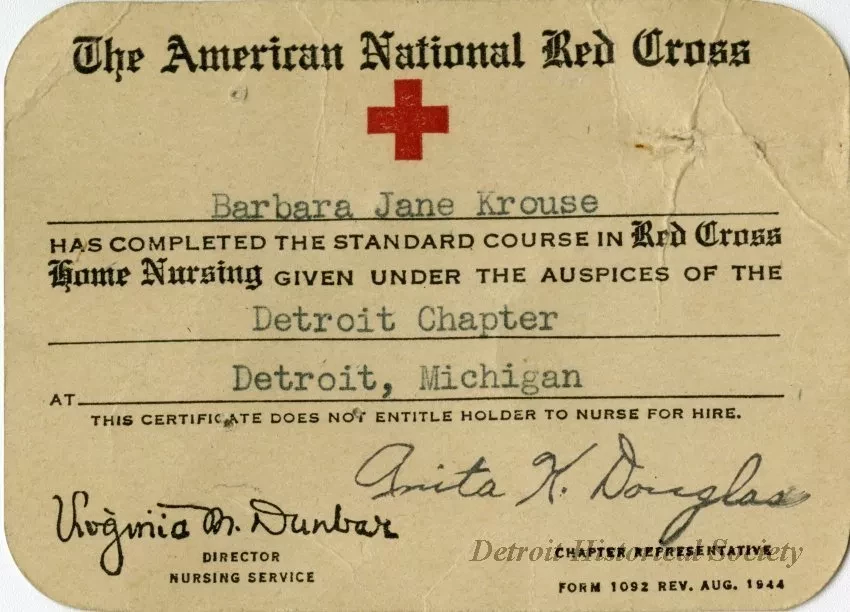 The American National Red Cross
Barbara Jane Krouse
HAS COMPLETED THE STANDARD COURSE IN Red Cross
Home Nursing GIVEN UNDER THE AUSPICES OF THE
Detroit Chapter
AT Detroit, Michigan
THIS CERTIFICATE DOES NOT ENTITLE HOLDER TO NURSE FOR HIRE.
Anita K. Douglas
Virginia M. Dunbar
DIRECTOR
NURSING SERVICE
CHAPTER REPRESENTATIVE
Detroit Historical Society
FORM 1092 REV. AUG. 1944